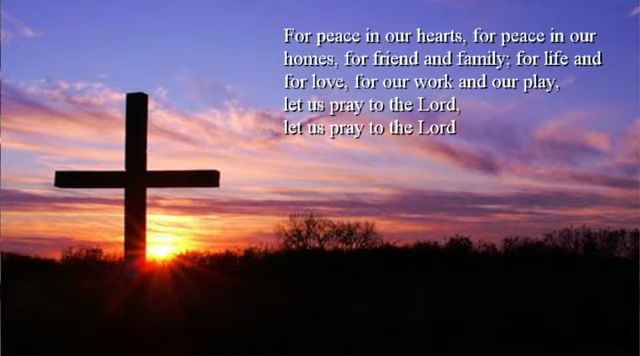 For peace in our hearts, for peace in our
homes, for friend and family; for life and
for love, for our work and our play,
let us pray to the Lord,
let us pray to the Lord